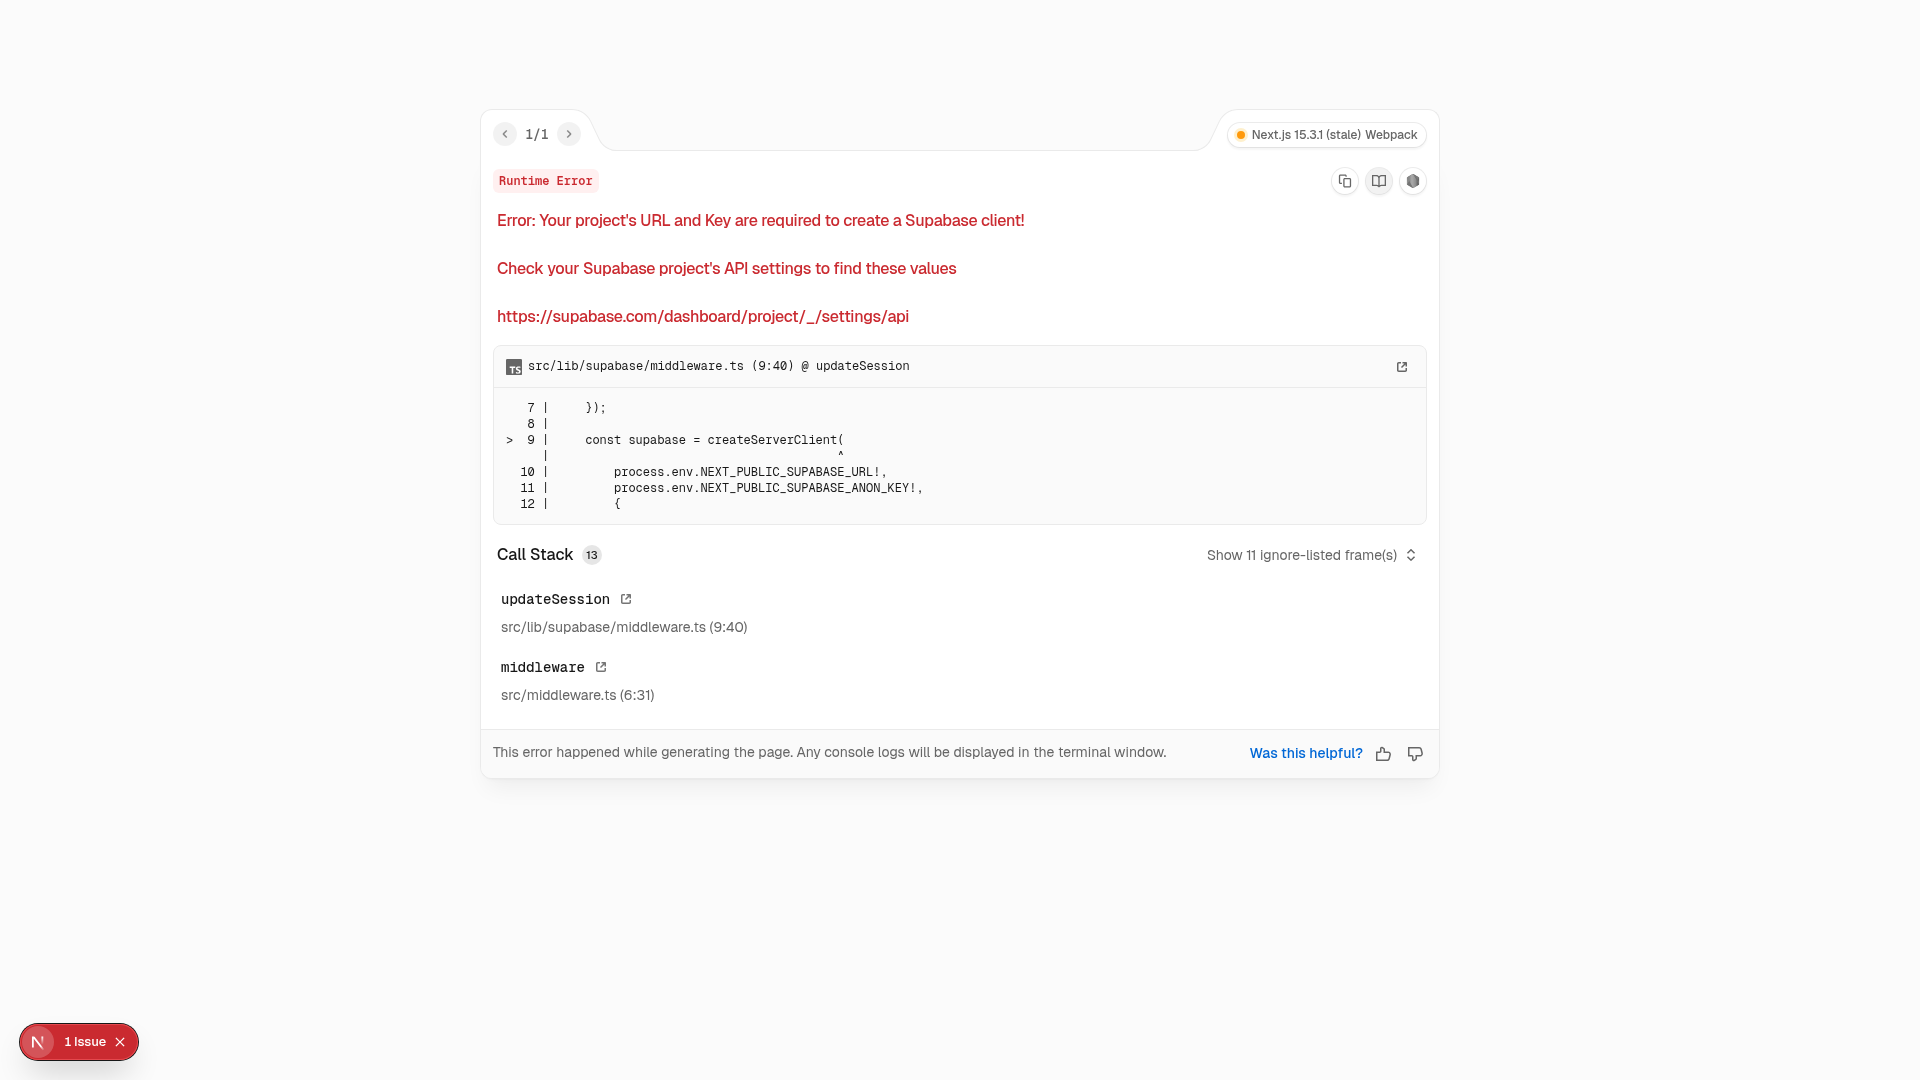 1/1
Next.js 15.3.1 (stale) Webpack
Runtime Error
Error: Your project's URL and Key are required to create a Supabase client!
Check your Supabase project's API settings to find these values
https://supabase.com/dashboard/project/_/settings/api
TS src/lib/supabase/middleware.ts (9:40) @ updateSession
7 |     });
8 |
>  9 |     const supabase = createServerClient(
|                                        ^
10 |         process.env.NEXT_PUBLIC_SUPABASE_URL!,
11 |         process.env.NEXT_PUBLIC_SUPABASE_ANON_KEY!,
12 |         {
Call Stack 13
Show 11 ignore-listed frame(s)
updateSession
src/lib/supabase/middleware.ts (9:40)
middleware
src/middleware.ts (6:31)
This error happened while generating the page. Any console logs will be displayed in the terminal window.
Was this helpful?
N 1 Issue